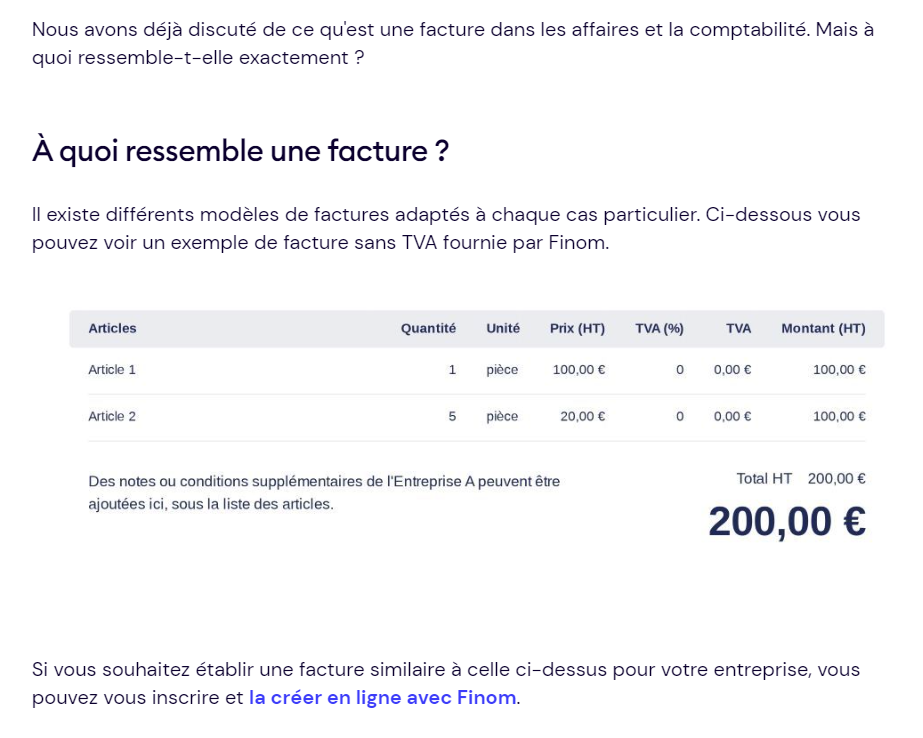 Nous avons déjà discuté de ce qu'est une facture dans les affaires et la comptabilité. Mais à
quoi ressemble-t-elle exactement ?
À quoi ressemble une facture ?
Il existe différents modèles de factures adaptés à chaque cas particulier. Ci-dessous vous
pouvez voir un exemple de facture sans TVA fournie par Finom.
Articles Quantité Unité Prix (HT) TVA (%) TVA Montant (HT)
Article 1 1 pièce 100,00 € 0 0,00 € 100,00 €
Article 2 5 pièce 20,00 € 0 0,00 € 100,00 €
Des notes ou conditions supplémentaires de l'Entreprise A peuvent être
ajoutées ici, sous la liste des articles.
Total HT 200,00 €
200,00 €
Si vous souhaitez établir une facture similaire à celle ci-dessus pour votre entreprise, vous
pouvez vous inscrire et la créer en ligne avec Finom.